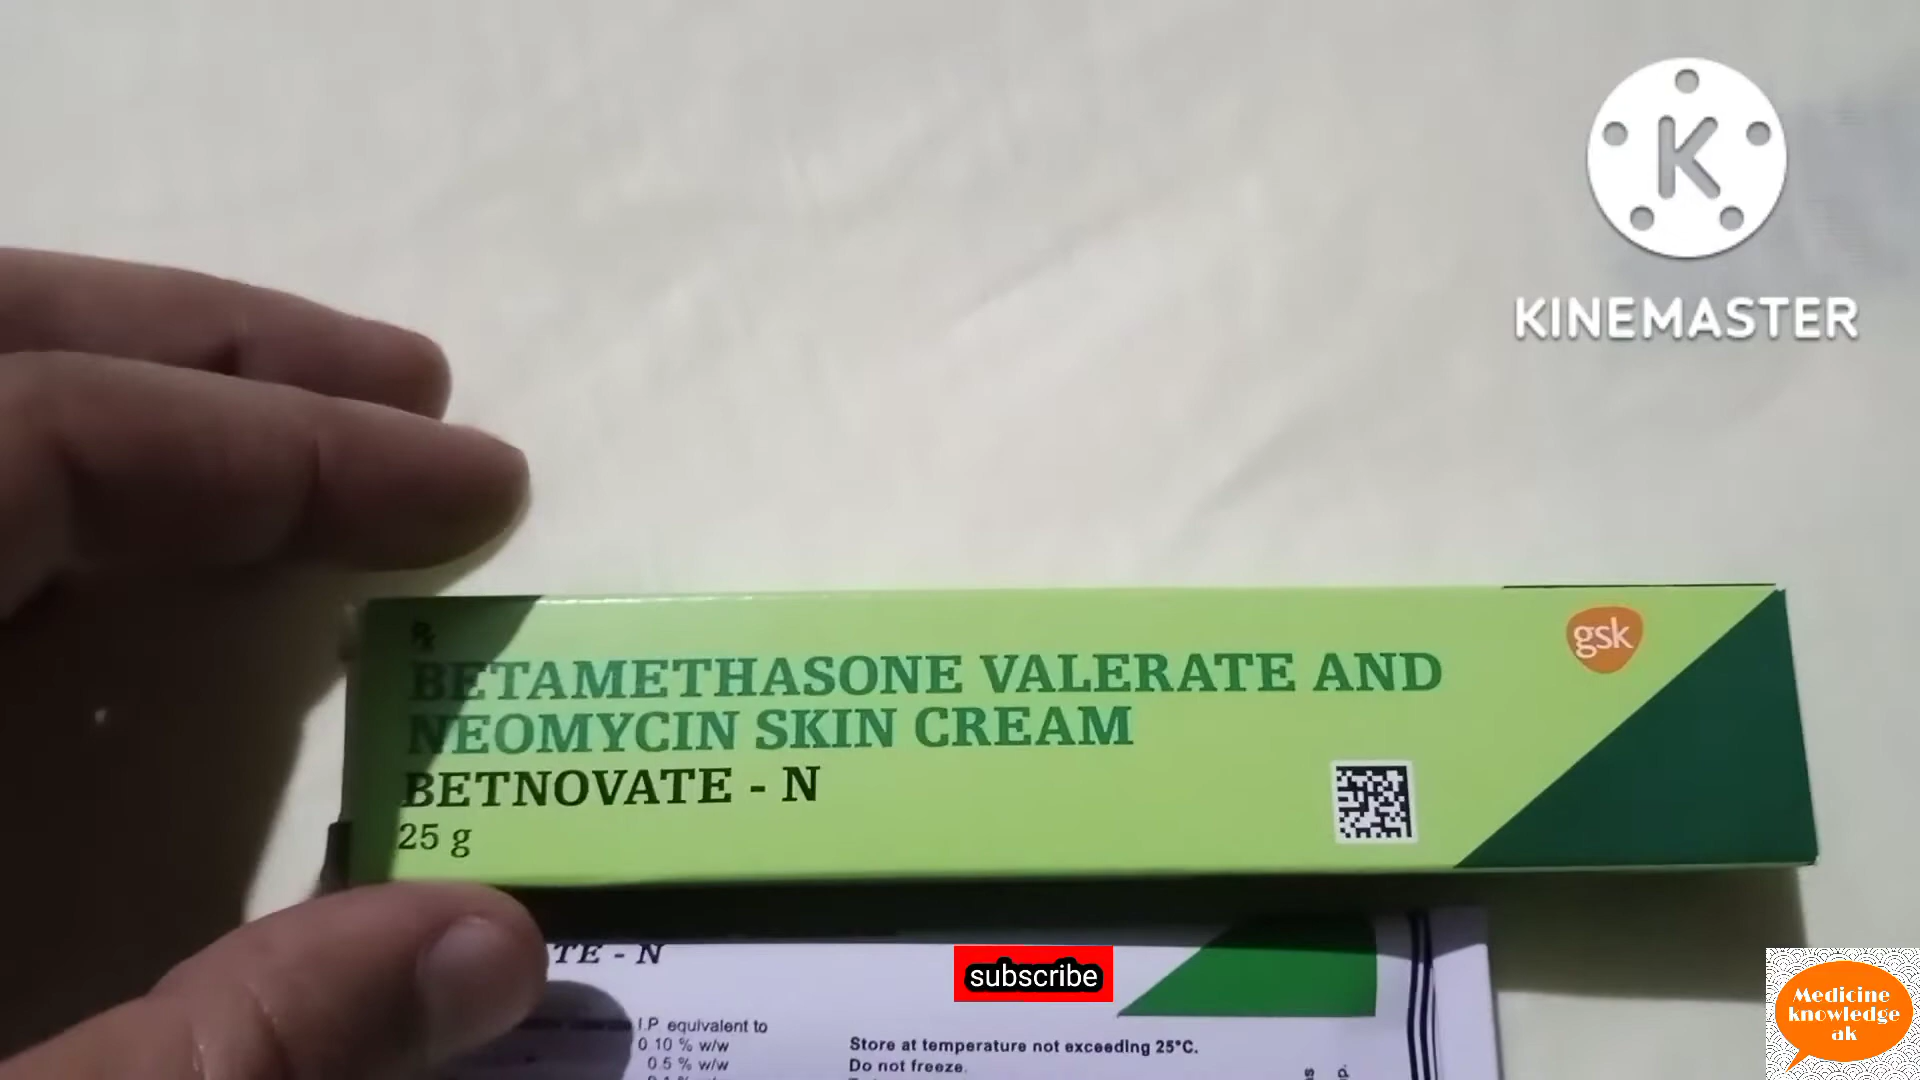 KINEMASTER
Rx
gsk
BETAMETHASONE VALERATE AND
NEOMYCIN SKIN CREAM
BETNOVATE - N
25 g
TE - N
subscribe
I.P. equivalent to
0.10 % w/w
0.5 % w/w
Store at temperature not exceeding 25°C.
Do not freeze.
Medicine
knowledge
ak